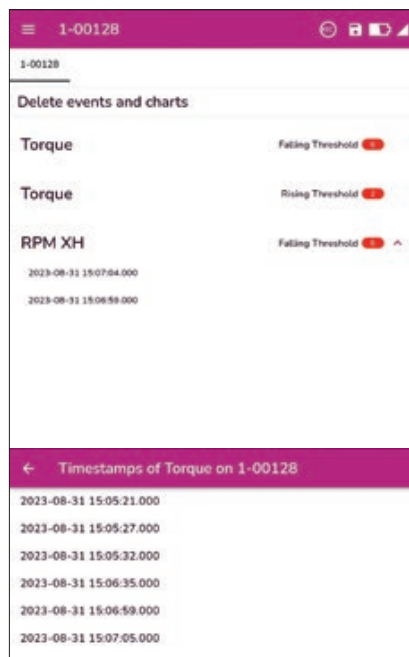 1-00128
1-00128
Delete events and charts
Torque
Falling Threshold
Torque
Rising Threshold
RPM XH
Falling Threshold
2023-08-31 15:07:04.000
2023-08-31 15:06:59.000
Timestamps of Torque on 1-00128
2023-08-31 15:05:21.000
2023-08-31 15:05:27.000
2023-08-31 15:05:32.000
2023-08-31 15:06:35.000
2023-08-31 15:06:59.000
2023-08-31 15:07:05.000